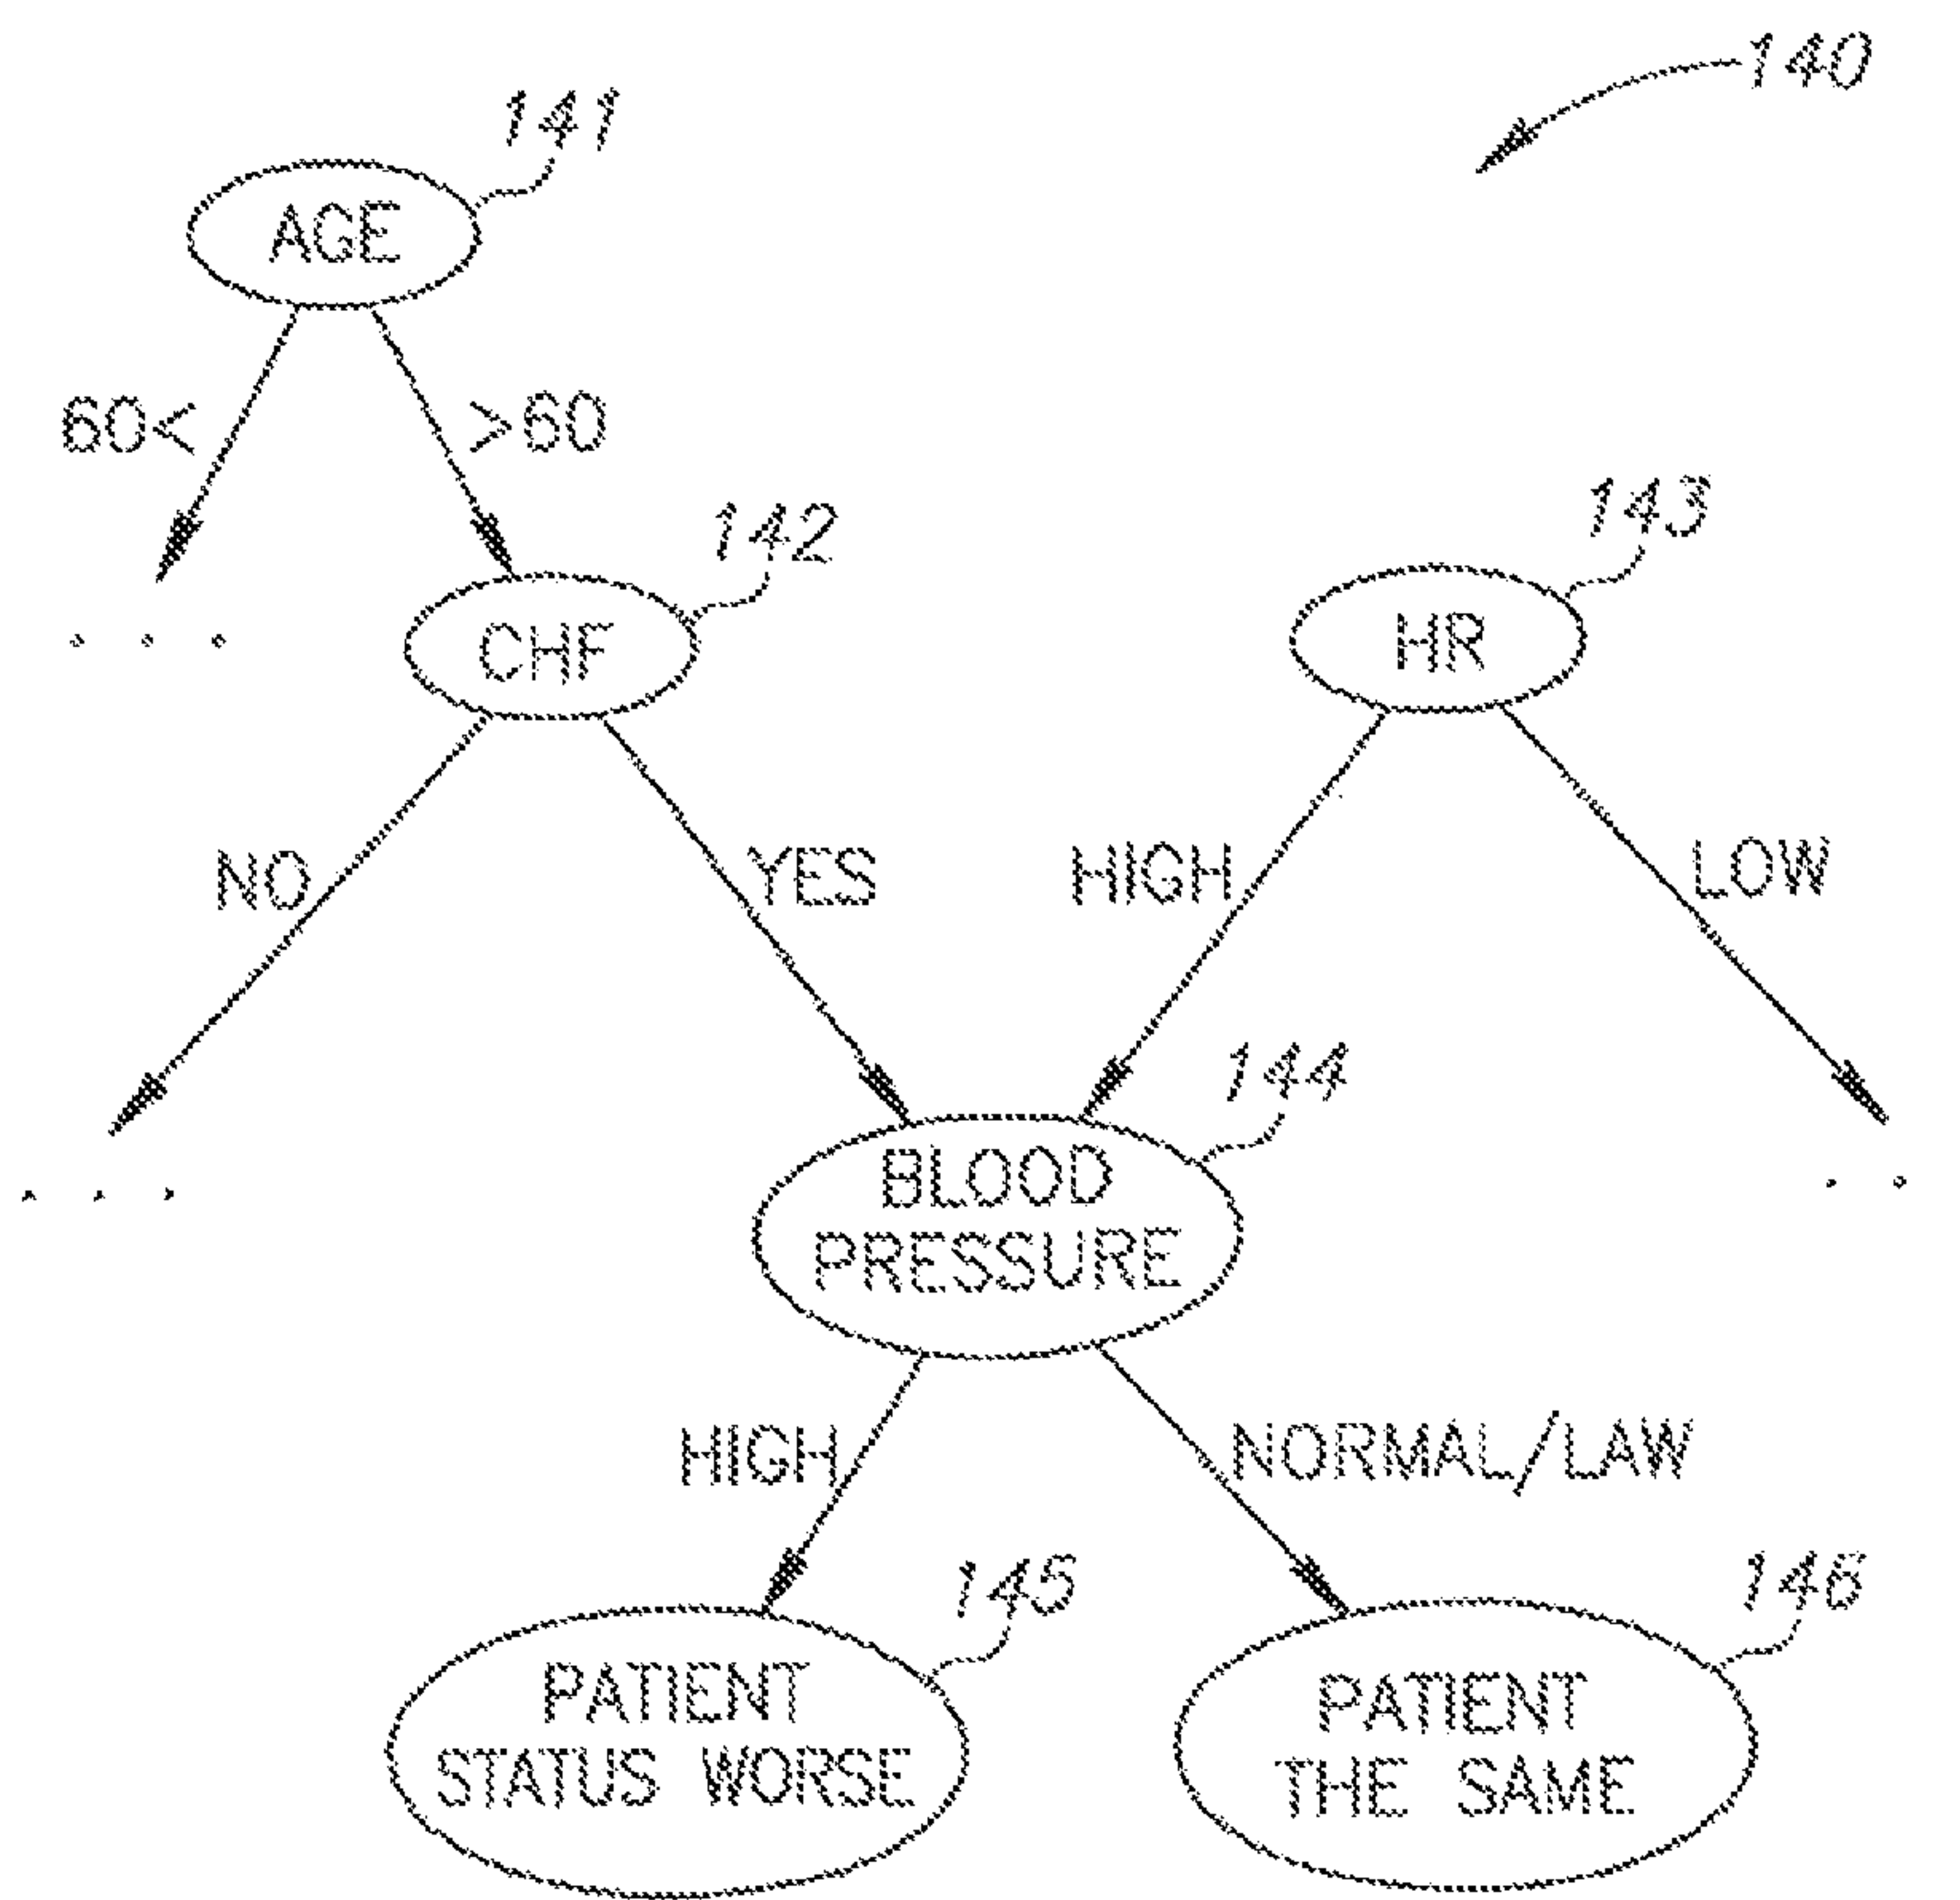 140
141
AGE
60<
>60
142
143
CHF
HR
NO
YES
HIGH
LOW
144
BLOOD
PRESSURE
HIGH
NORMAL/LAW
145
146
PATIENT
STATUS WORSE
PATIENT
THE SAME